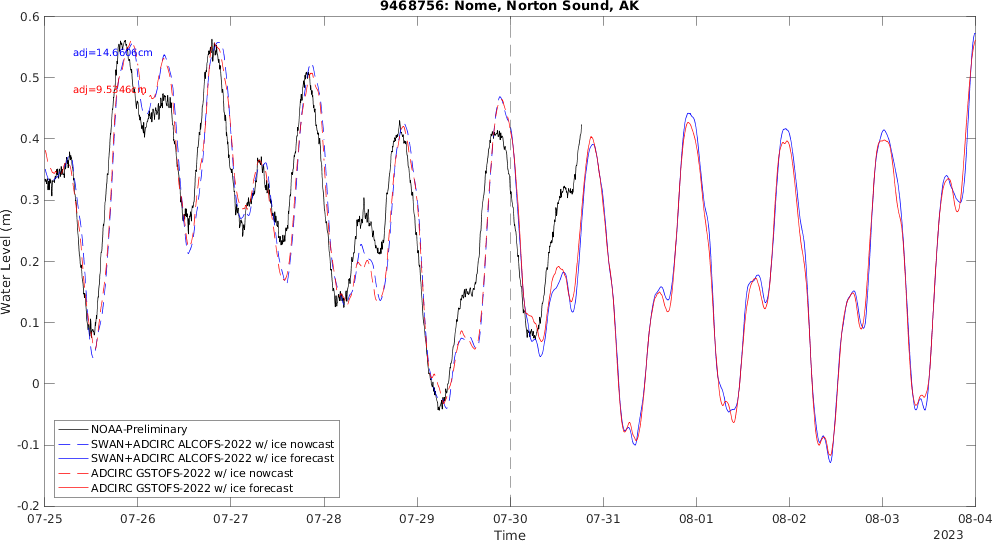 9468756: Nome, Norton Sound, AK
0.6
0.5
0.4
0.3
0.2
0.1
0
-0.1
-0.2
Water Level (m)
adj=14.6606cm
adj=9.5346cm
NOAA-Preliminary
SWAN+ADCIRC ALCOFS-2022 w/ ice nowcast
SWAN+ADCIRC ALCOFS-2022 w/ ice forecast
ADCIRC GSTOFS-2022 w/ ice nowcast
ADCIRC GSTOFS-2022 w/ ice forecast
07-25 07-26 07-27 07-28 07-29 07-30 07-31 08-01 08-02 08-03 08-04
Time
2023